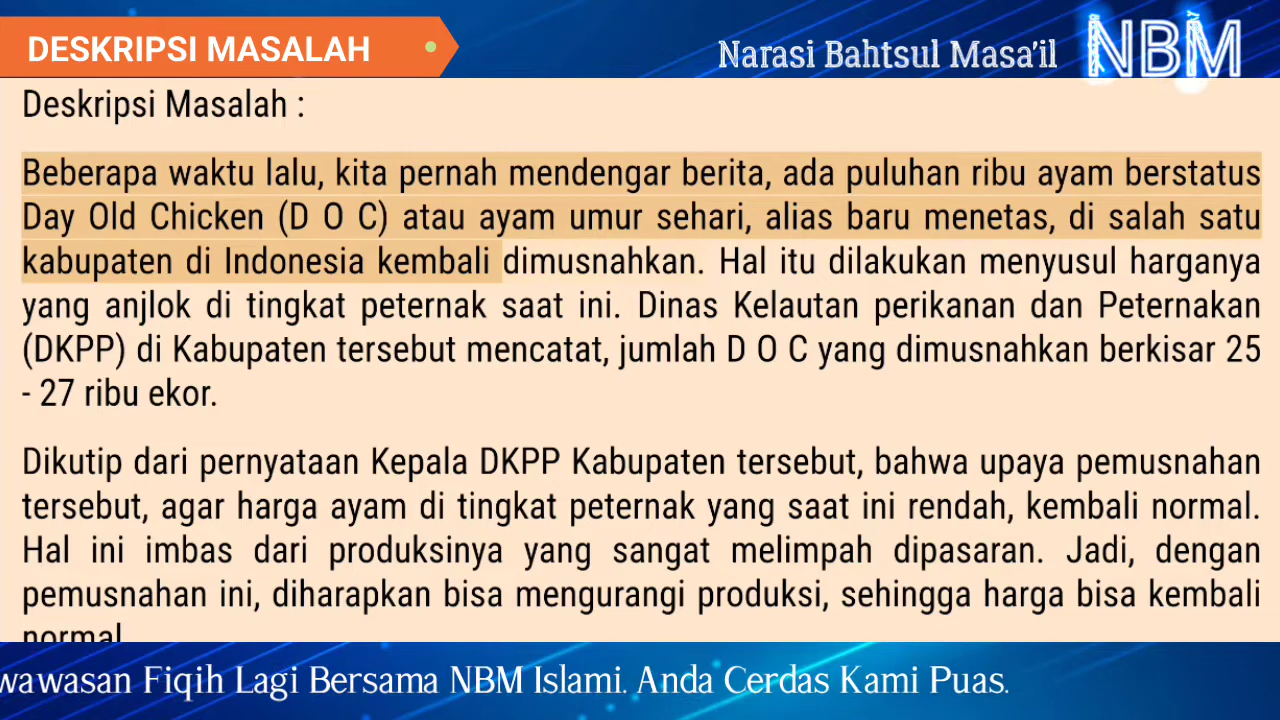 DESKRIPSI MASALAH
Narasi Bahtsul Masa'il
NBM
Deskripsi Masalah :
Beberapa waktu lalu, kita pernah mendengar berita, ada puluhan ribu ayam berstatus
Day Old Chicken (D O C) atau ayam umur sehari, alias baru menetas, di salah satu
kabupaten di Indonesia kembali dimusnahkan. Hal itu dilakukan menyusul harganya
yang anjlok di tingkat peternak saat ini. Dinas Kelautan perikanan dan Peternakan
(DKPP) di Kabupaten tersebut mencatat, jumlah D O C yang dimusnahkan berkisar 25
- 27 ribu ekor.
Dikutip dari pernyataan Kepala DKPP Kabupaten tersebut, bahwa upaya pemusnahan
tersebut, agar harga ayam di tingkat peternak yang saat ini rendah, kembali normal.
Hal ini imbas dari produksinya yang sangat melimpah dipasaran. Jadi, dengan
pemusnahan ini, diharapkan bisa mengurangi produksi, sehingga harga bisa kembali
normal
wawasan Fiqih Lagi Bersama NBM Islami. Anda Cerdas Kami Puas.